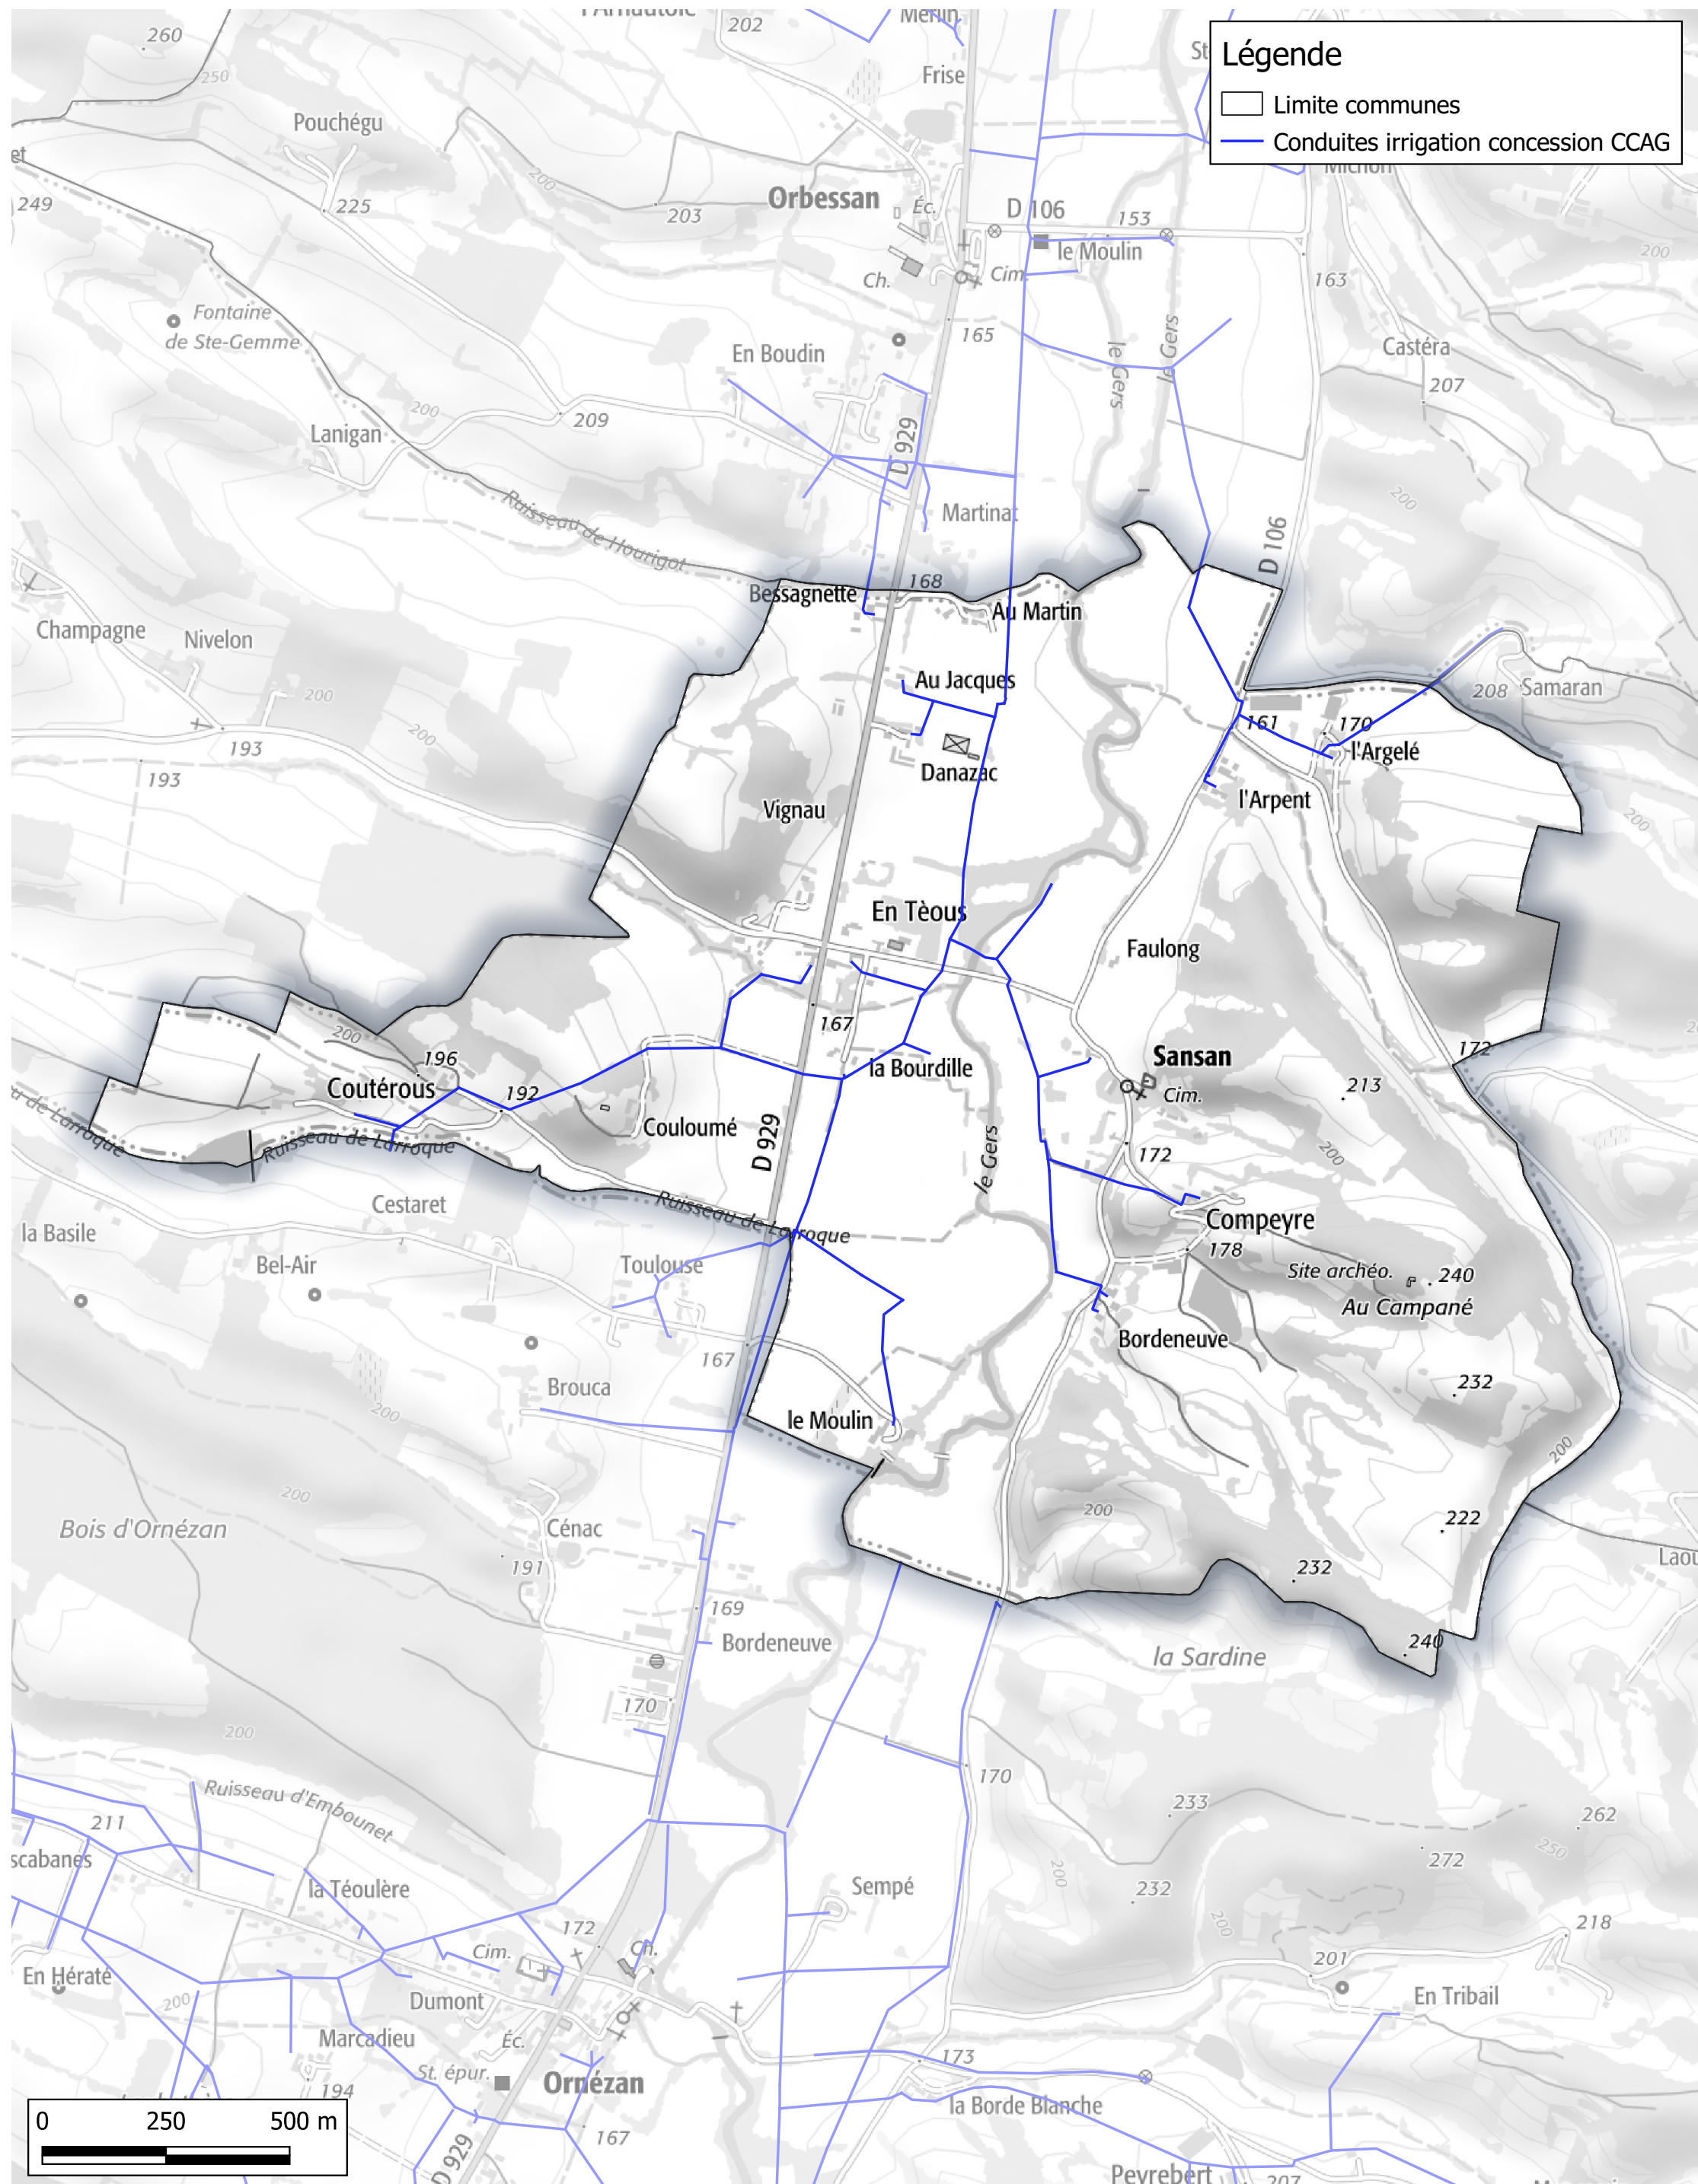 Légende
Limite communes
Conduites irrigation concession CCAG
202
Frise
260
250
Pouchégu
249
225
200
203
Orbessan
Éc.
D 106
153
le Moulin
Ch.
Cim.
163
200
Fontaine
de Ste-Gemme
165
En Boudin
le Gers
le Gers
Castéra
207
200
209
Lanigan
D 929
Martinat
200
Ruisseau de Hourigot
D 106
Bessagnette
168
Au Martin
Champagne
Nivelon
200
Au Jacques
208
Samaran
193
200
161
170
l'Argelé
193
Danazac
l'Arpent
Vignau
200
En Tèous
Faulong
167
200
196
Sansan
172
Coutérous
192
la Bourdille
Cim.
213
Couloumé
D 929
Ruisseau de Larroque
172
200
le Gers
Cestaret
Ruisseau de Larroque
Compeyre
la Basile
178
Bel-Air
Toulouse
Site archéo.
240
Au Campané
Bordeneuve
167
Brouca
232
200
le Moulin
200
200
200
222
Bois d'Ornézan
Cénac
191
232
169
Bordeneuve
240
la Sardine
170
200
170
Ruisseau d'Embounet
211
233
262
250
scabanes
272
la Téoulère
Sempé
200
232
200
172
218
Cim.
Ch.
201
En Hératé
200
Dumont
En Tribail
Marcadieu
Éc.
173
St. épur.
Ornézan
194
la Borde Blanche
0 250 500 m
167
D 929
Peyrebert
207